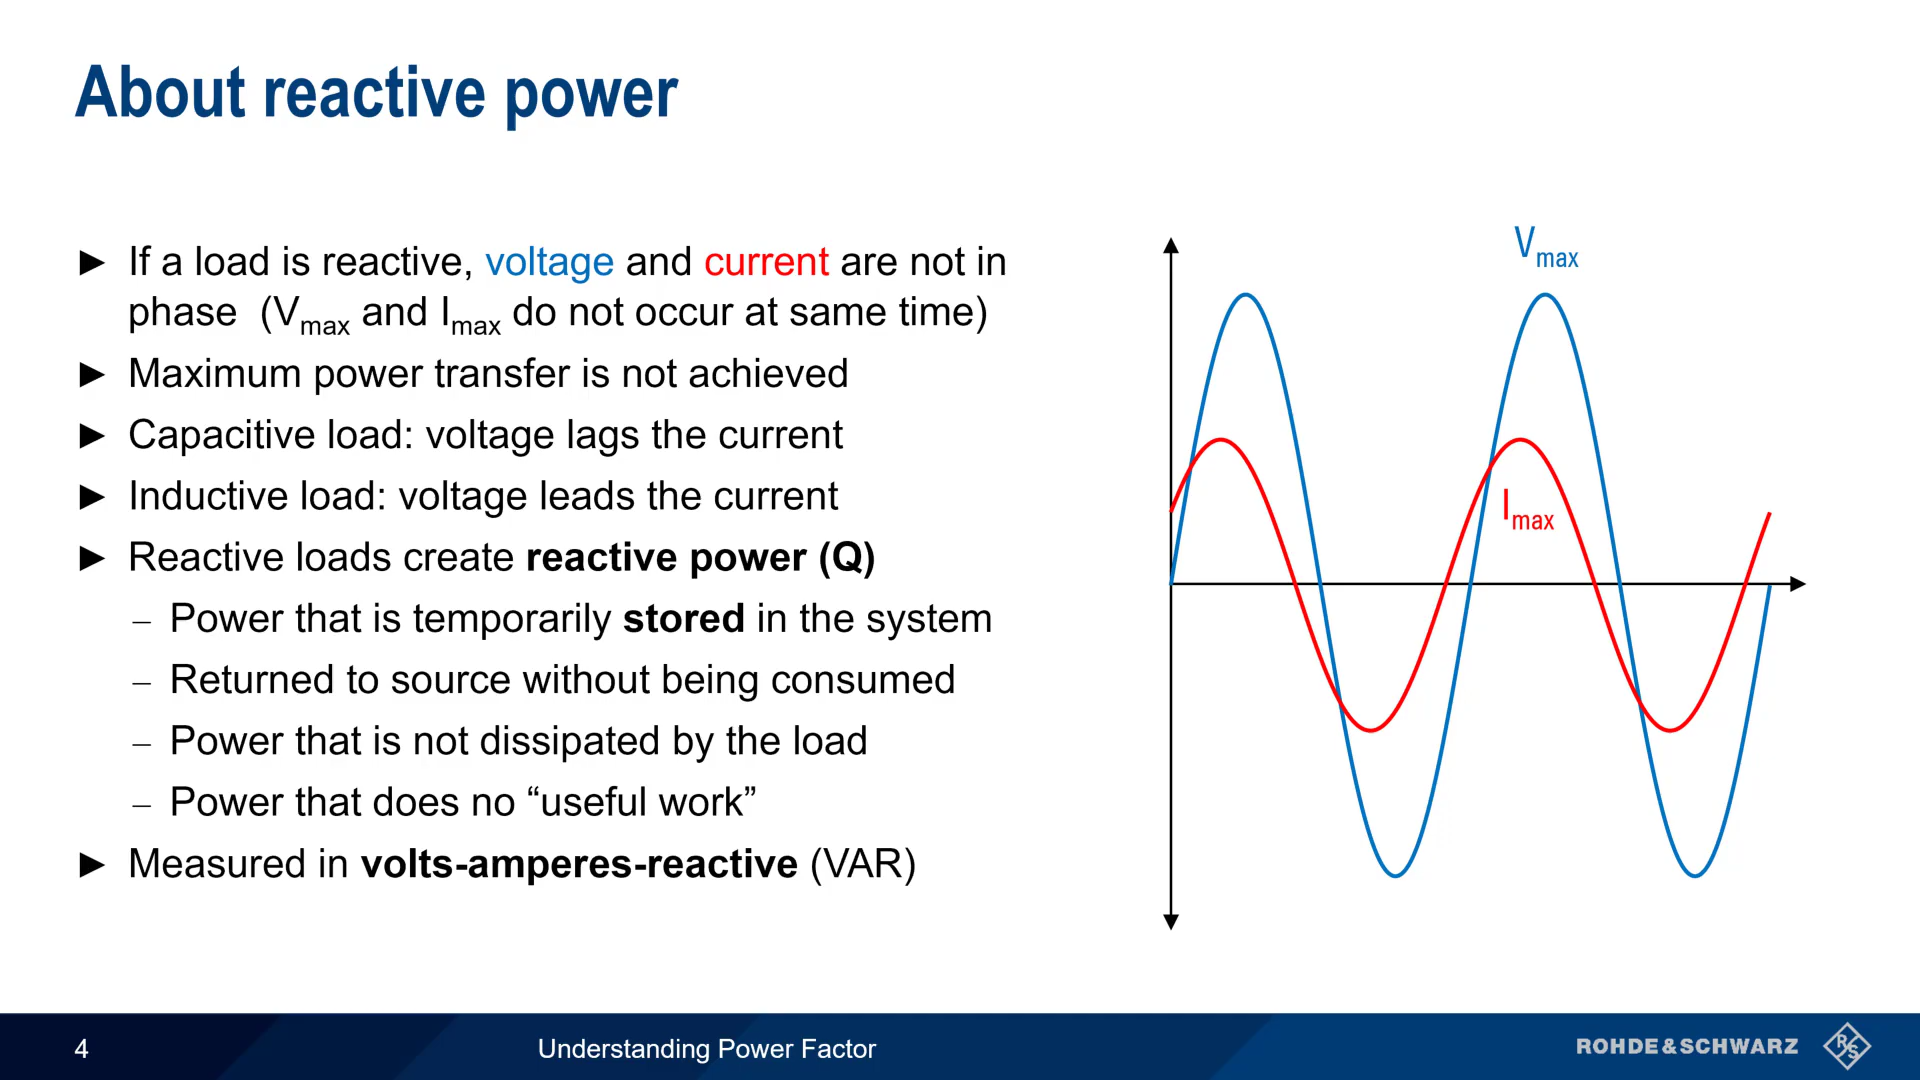 About reactive power
► If a load is reactive, voltage and current are not in
phase (Vmax and Imax do not occur at same time)
► Maximum power transfer is not achieved
► Capacitive load: voltage lags the current
► Inductive load: voltage leads the current
► Reactive loads create reactive power (Q)
– Power that is temporarily stored in the system
– Returned to source without being consumed
– Power that is not dissipated by the load
– Power that does no “useful work”
► Measured in volts-amperes-reactive (VAR)
Vmax
Imax
4
Understanding Power Factor
ROHDE&SCHWARZ
R&S